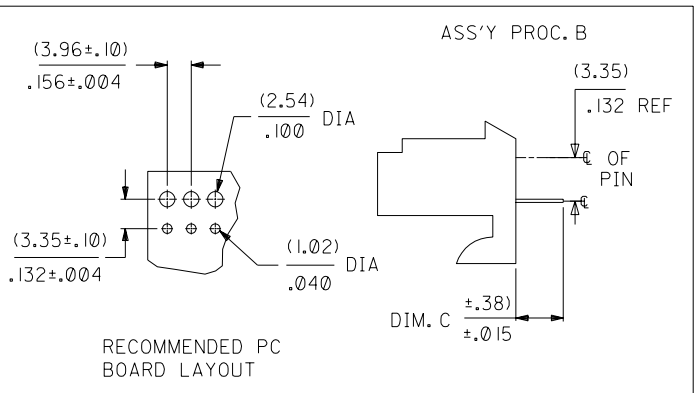 ASS'Y PROC. B
(3.96±.10)
.156±.004
(2.54)
.100 DIA
(3.35)
.132 REF
℄ OF
PIN
℄
(3.35±.10)
.132±.004
(1.02)
.040 DIA
DIM. C ±.38)
±.015
RECOMMENDED PC
BOARD LAYOUT